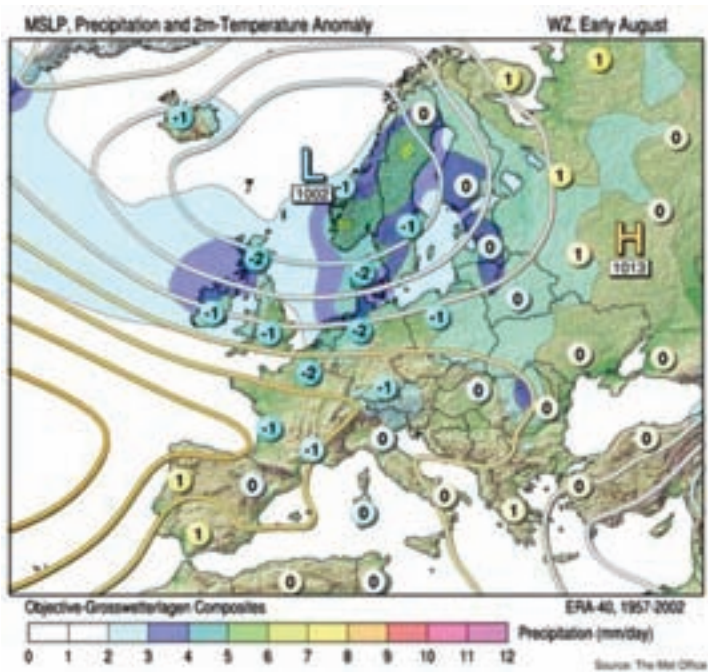 MSLP, Precipitation and 2m-Temperature Anomaly WZ, Early August
1 1
-1 0 0
L 1002 -1 0 1 0
-1 H 1013
-2 0 1
-2 0
-1 -1 -2 -1
-2 0 0
-1 0 0
-1 -1 0 0
1 0 0 0
1 0 1 0
0 0
Objective-Grosswetterlagen Composites ERA-40, 1957-2002
0 1 2 3 4 5 6 7 8 9 10 11 12 Precipitation (mm/day)
Source: The Met Office